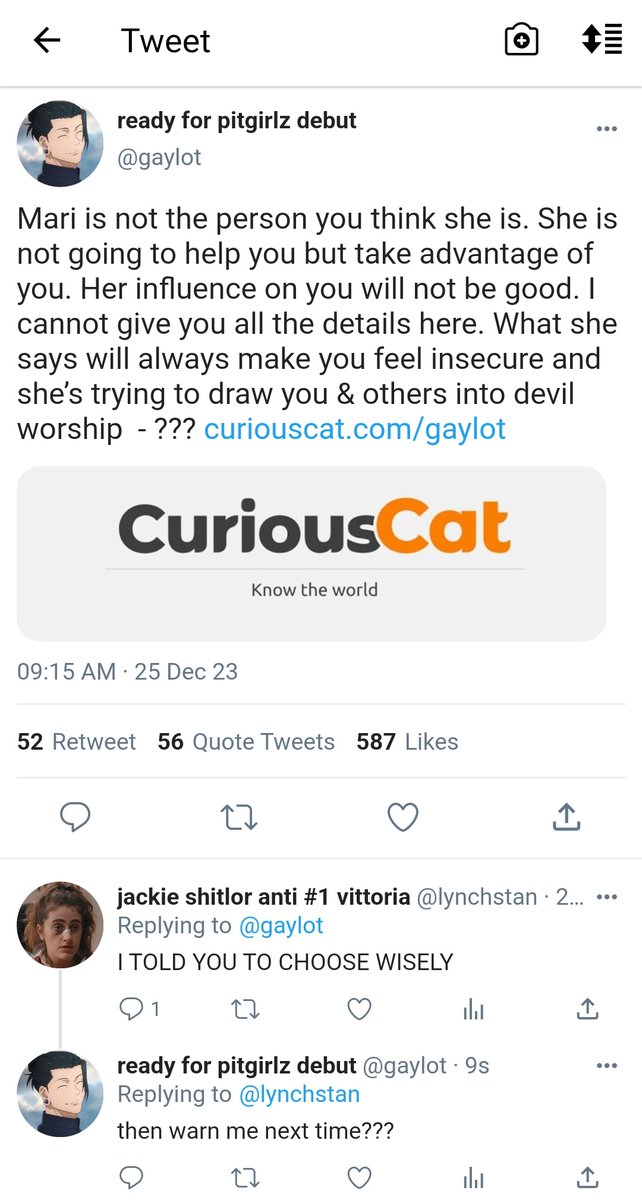 Tweet
ready for pitgirlz debut
@gaylot
Mari is not the person you think she is. She is
not going to help you but take advantage of
you. Her influence on you will not be good. I
cannot give you all the details here. What she
says will always make you feel insecure and
she’s trying to draw you & others into devil
worship - ??? curiouscat.com/gaylot
CuriousCat
Know the world
09:15 AM · 25 Dec 23
52 Retweet 56 Quote Tweets 587 Likes
jackie shitlor anti #1 vittoria @lynchstan · 2...
Replying to @gaylot
I TOLD YOU TO CHOOSE WISELY
1
ready for pitgirlz debut @gaylot · 9s
Replying to @lynchstan
then warn me next time???